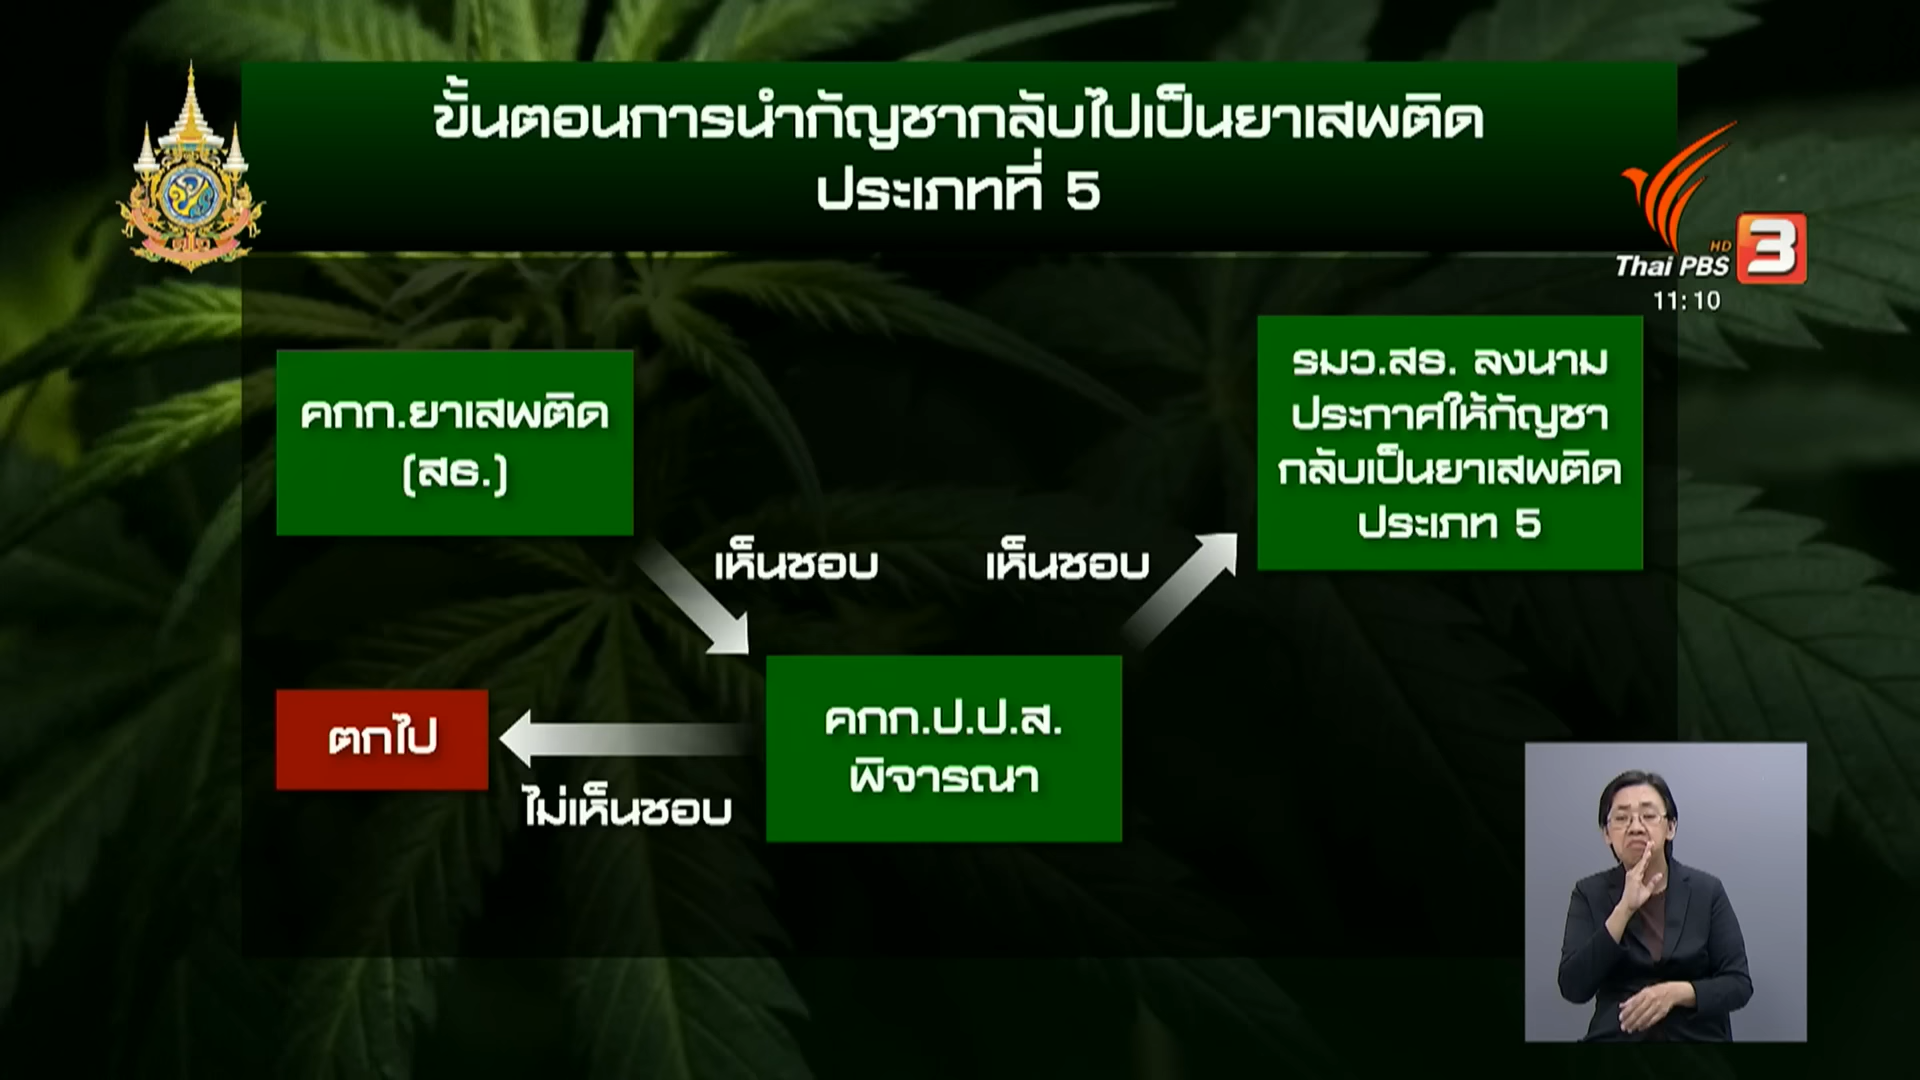 ขั้นตอนการนำกัญชากลับไปเป็นยาเสพติด
ประเภทที่ 5
HD
Thai PBS 3
11:10
คกก.ยาเสพติด
(สธ.)
เห็นชอบ
เห็นชอบ
รมว.สธ. ลงนาม
ประกาศให้กัญชา
กลับเป็นยาเสพติด
ประเภท 5
คกก.ป.ป.ส.
พิจารณา
ไม่เห็นชอบ
ตกไป